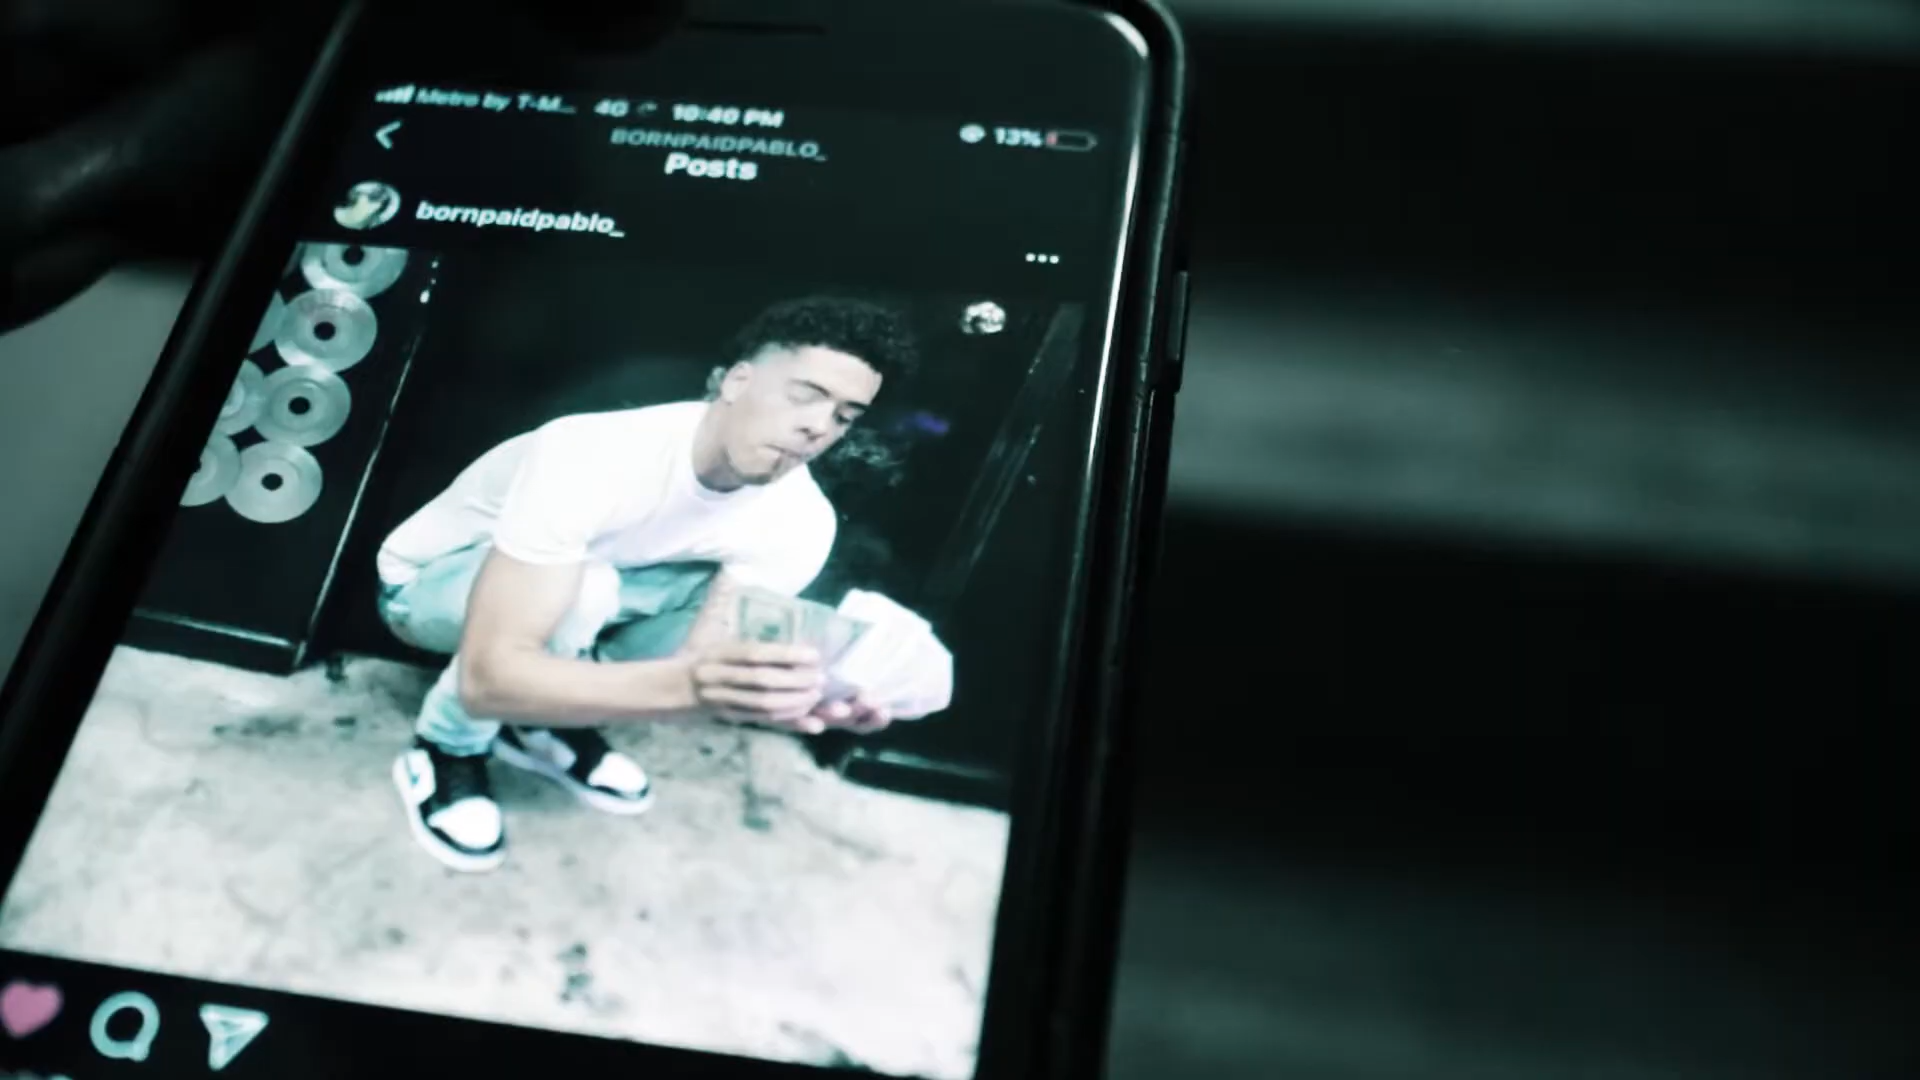 Metro by T-M... 4G 10:40 PM 13%
BORNPAIDPABLO_
Posts
bornpaidpablo_